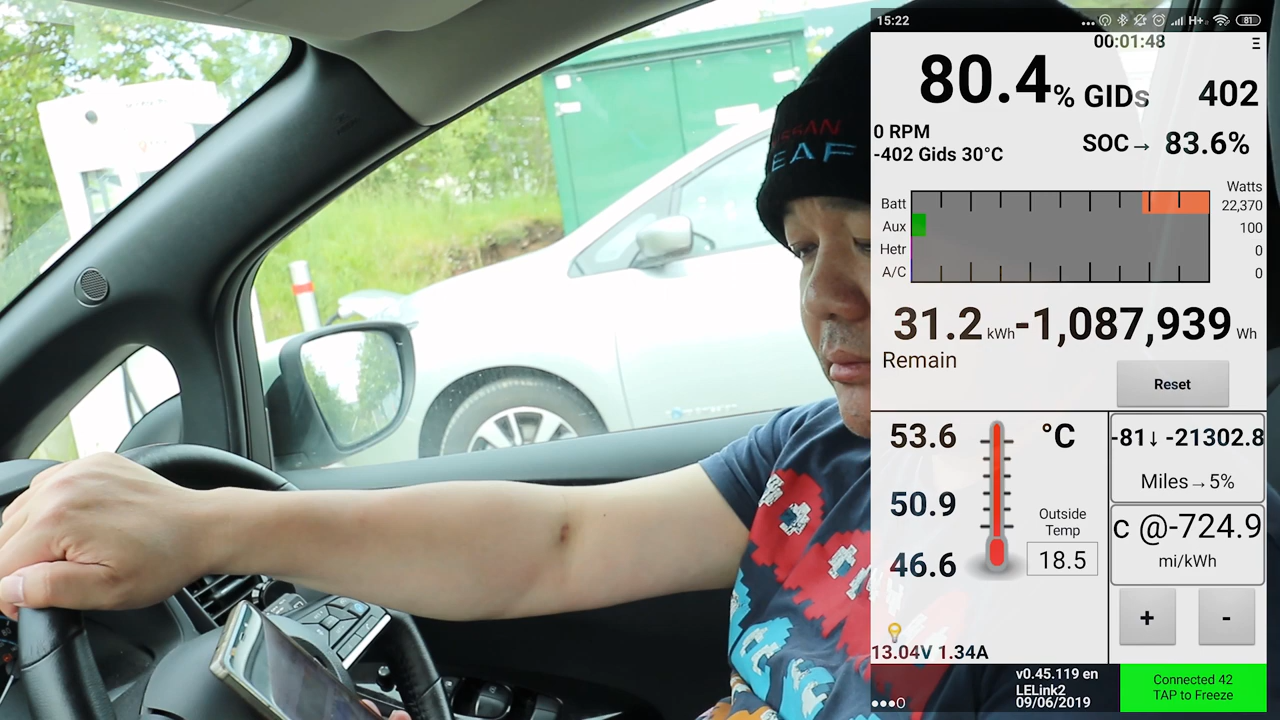 15:22
H+
81
00:01:48
80.4% GIDs 402
0 RPM
-402 Gids 30°C
SOC→ 83.6%
Watts
Batt 22,370
Aux 100
Hetr 0
A/C 0
31.2 kWh -1,087,939 Wh
Remain
Reset
53.6 °C
50.9
46.6
Outside
Temp
18.5
-81↓ -21302.8
Miles→5%
c @-724.9
mi/kWh
+ -
13.04V 1.34A
v0.45.119 en
LELink2
09/06/2019
Connected 42
TAP to Freeze
NISSAN
LEAF